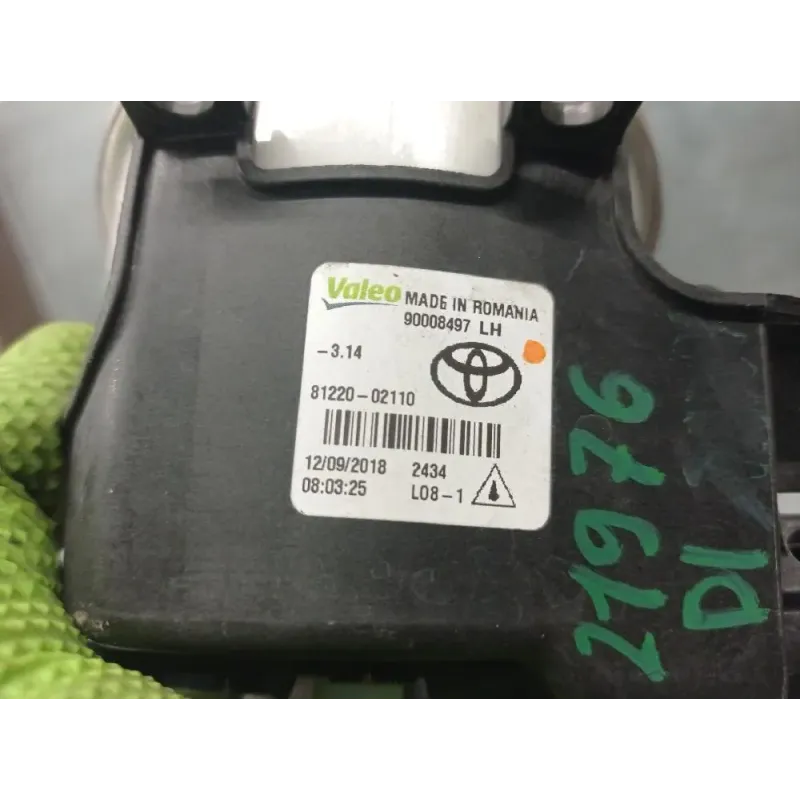 Valeo MADE IN ROMANIA
90008497 LH
-3.14
81220-02110
12/09/2018 2434
08:03:25 L08-1
21976
D1